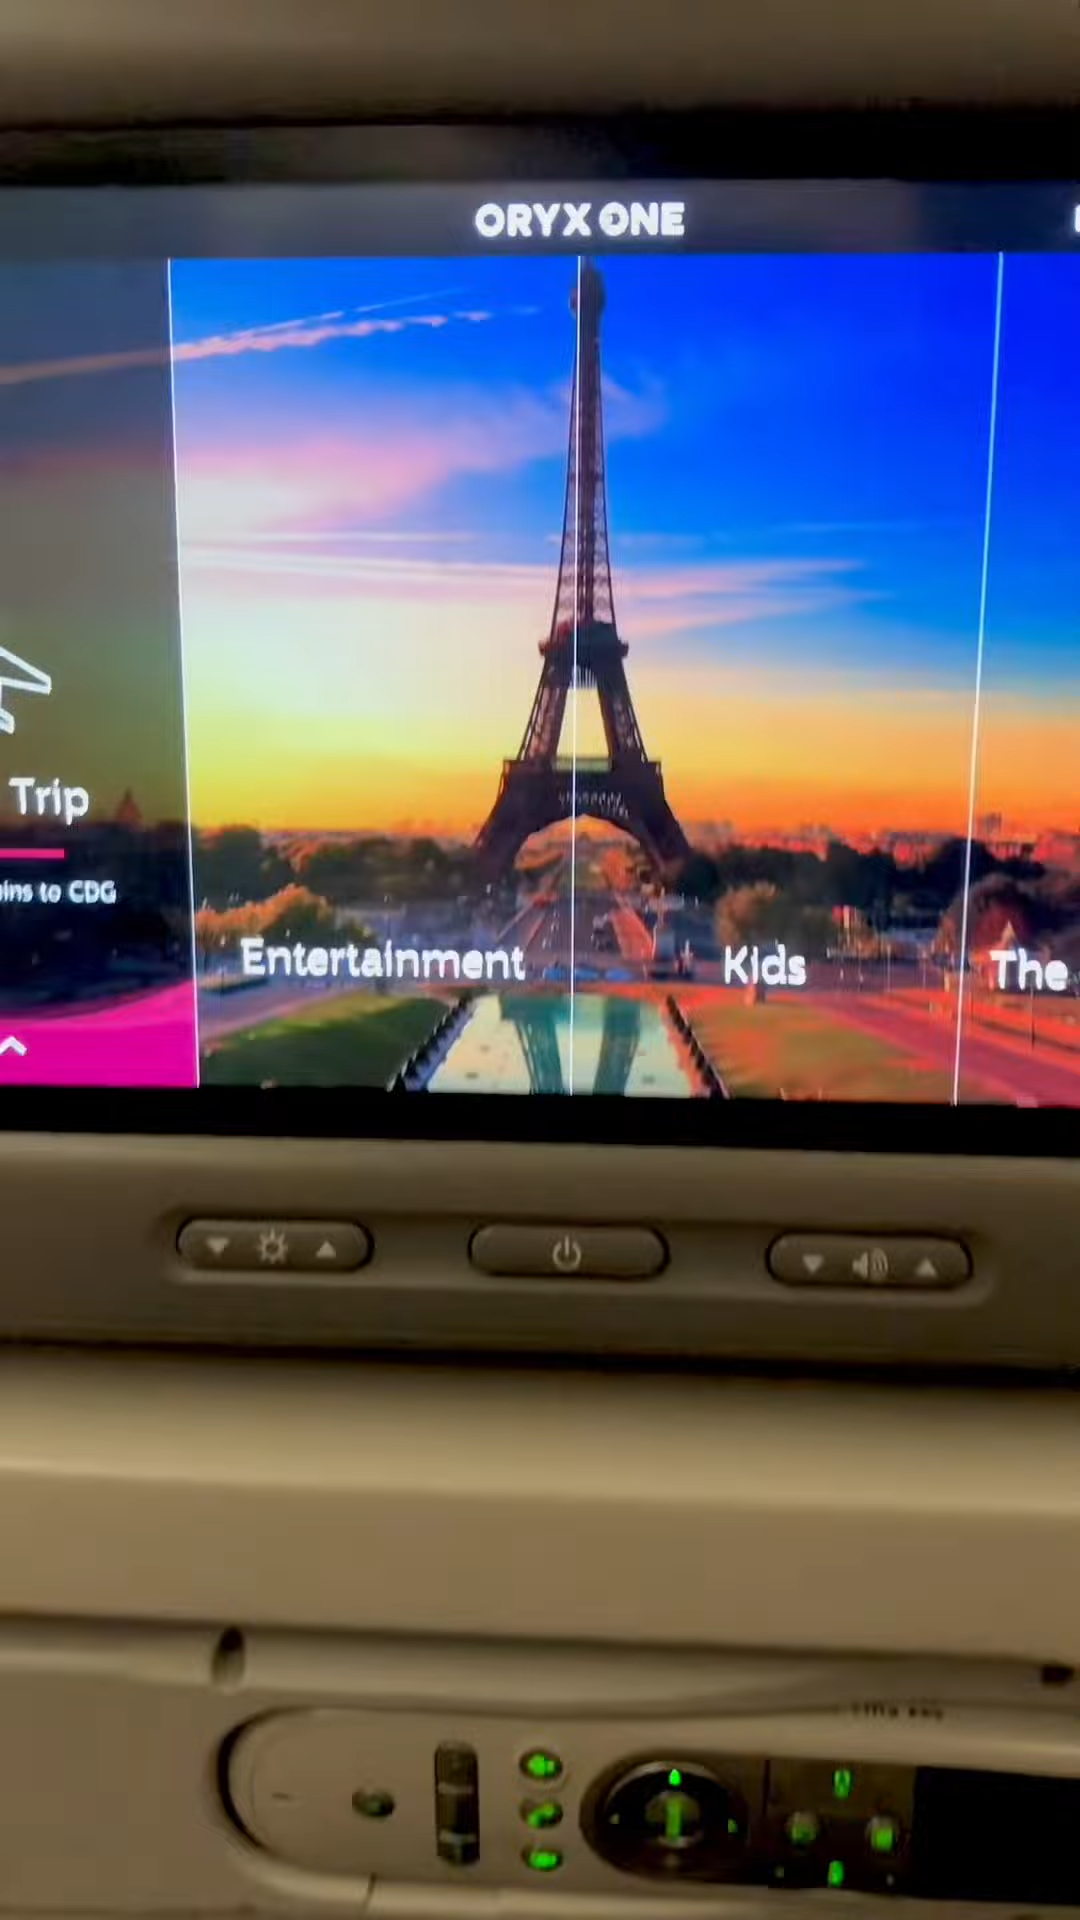 ORYX ONE
Trip
ins to CDG
Entertainment
Kids
The